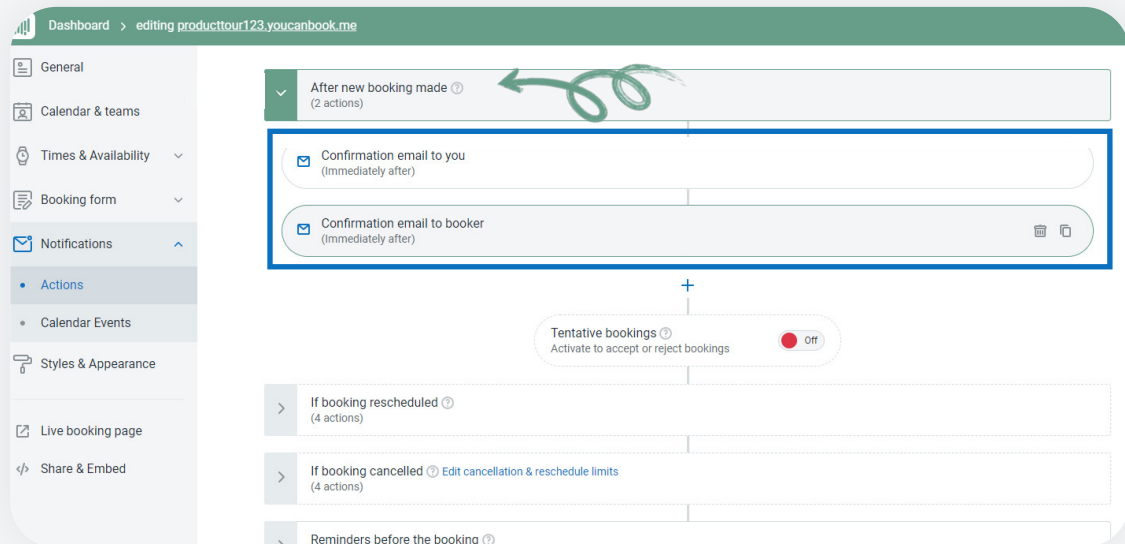 Dashboard > editing producttour123.youcanbook.me
General
Calendar & teams
Times & Availability
Booking form
Notifications
Actions
Calendar Events
Styles & Appearance
Live booking page
Share & Embed
After new booking made
(2 actions)
Confirmation email to you
(Immediately after)
Confirmation email to booker
(Immediately after)
Tentative bookings
Activate to accept or reject bookings
Off
If booking rescheduled
(4 actions)
If booking cancelled Edit cancellation & reschedule limits
(4 actions)
Reminders before the booking